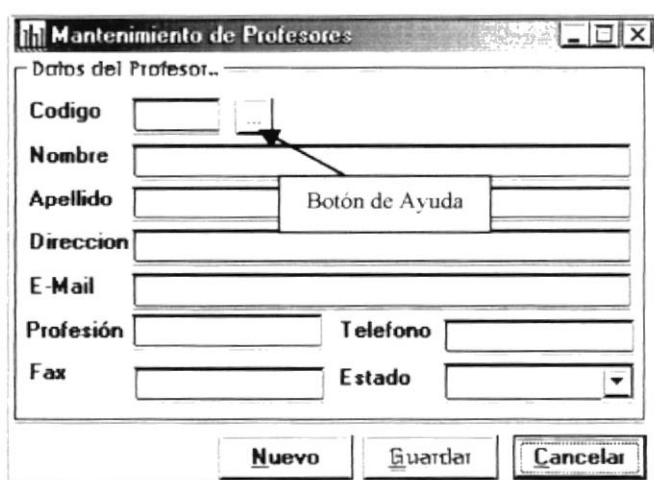 Mantenimiento de Profesores
Datos del Profesor..
Codigo ...
Nombre
Apellido
Botón de Ayuda
Direccion
E-Mail
Profesión Telefono
Fax Estado
Nuevo Guardar Cancelar